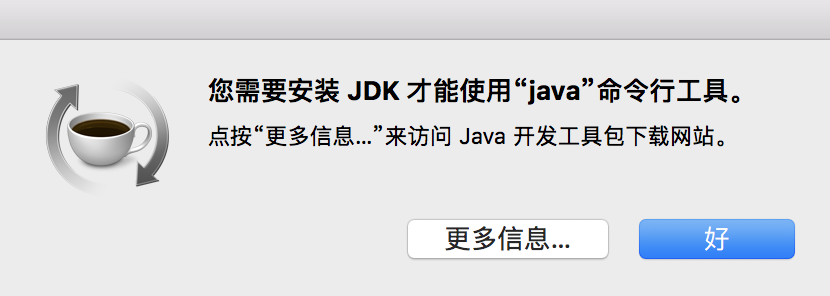 您需要安装 JDK 才能使用“java”命令行工具。
点按“更多信息...”来访问 Java 开发工具包下载网站。
更多信息...
好